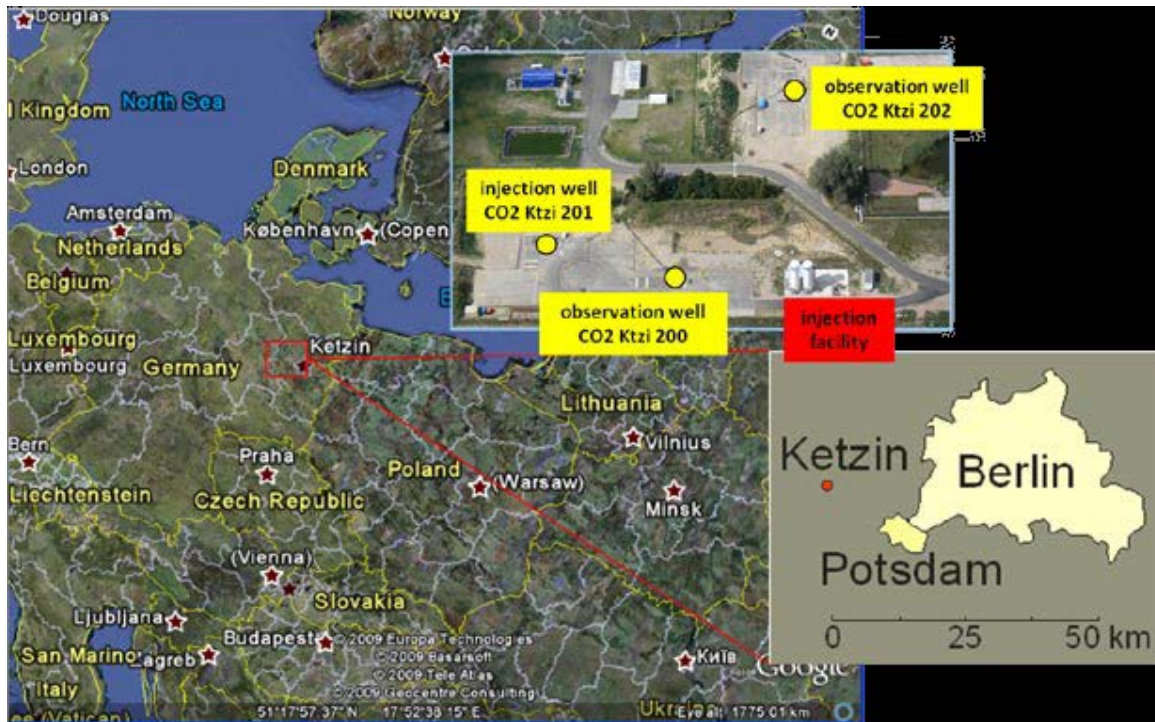 Douglas
Norway
North Sea
l Kingdom
London
Denmark
København
(Copen
Amsterdam
Netherlands
Belgium
Luxembourg
Luxembourg
Germany
Ketzin
Lithuania
Vilnius
Bern
Praha
Poland
(Warsaw)
Liechtenstein
Czech Republic
Minsk
(Vienna)
Slovakia
Ljubljana
Budapest
San Marino
Zagreb
Italy
(Vatican)
Київ
© 2009 Europa Technologies
© 2009 Basarsoft
© 2009 Tele Atlas
© 2009 Geocentre Consulting
Google
51°17'57.37" N 17°52'38.15" E
Eye alt 1775.01 km
N
observation well
CO2 Ktzi 202
injection well
CO2 Ktzi 201
observation well
CO2 Ktzi 200
injection
facility
Ketzin
Berlin
Potsdam
0 25 50 km